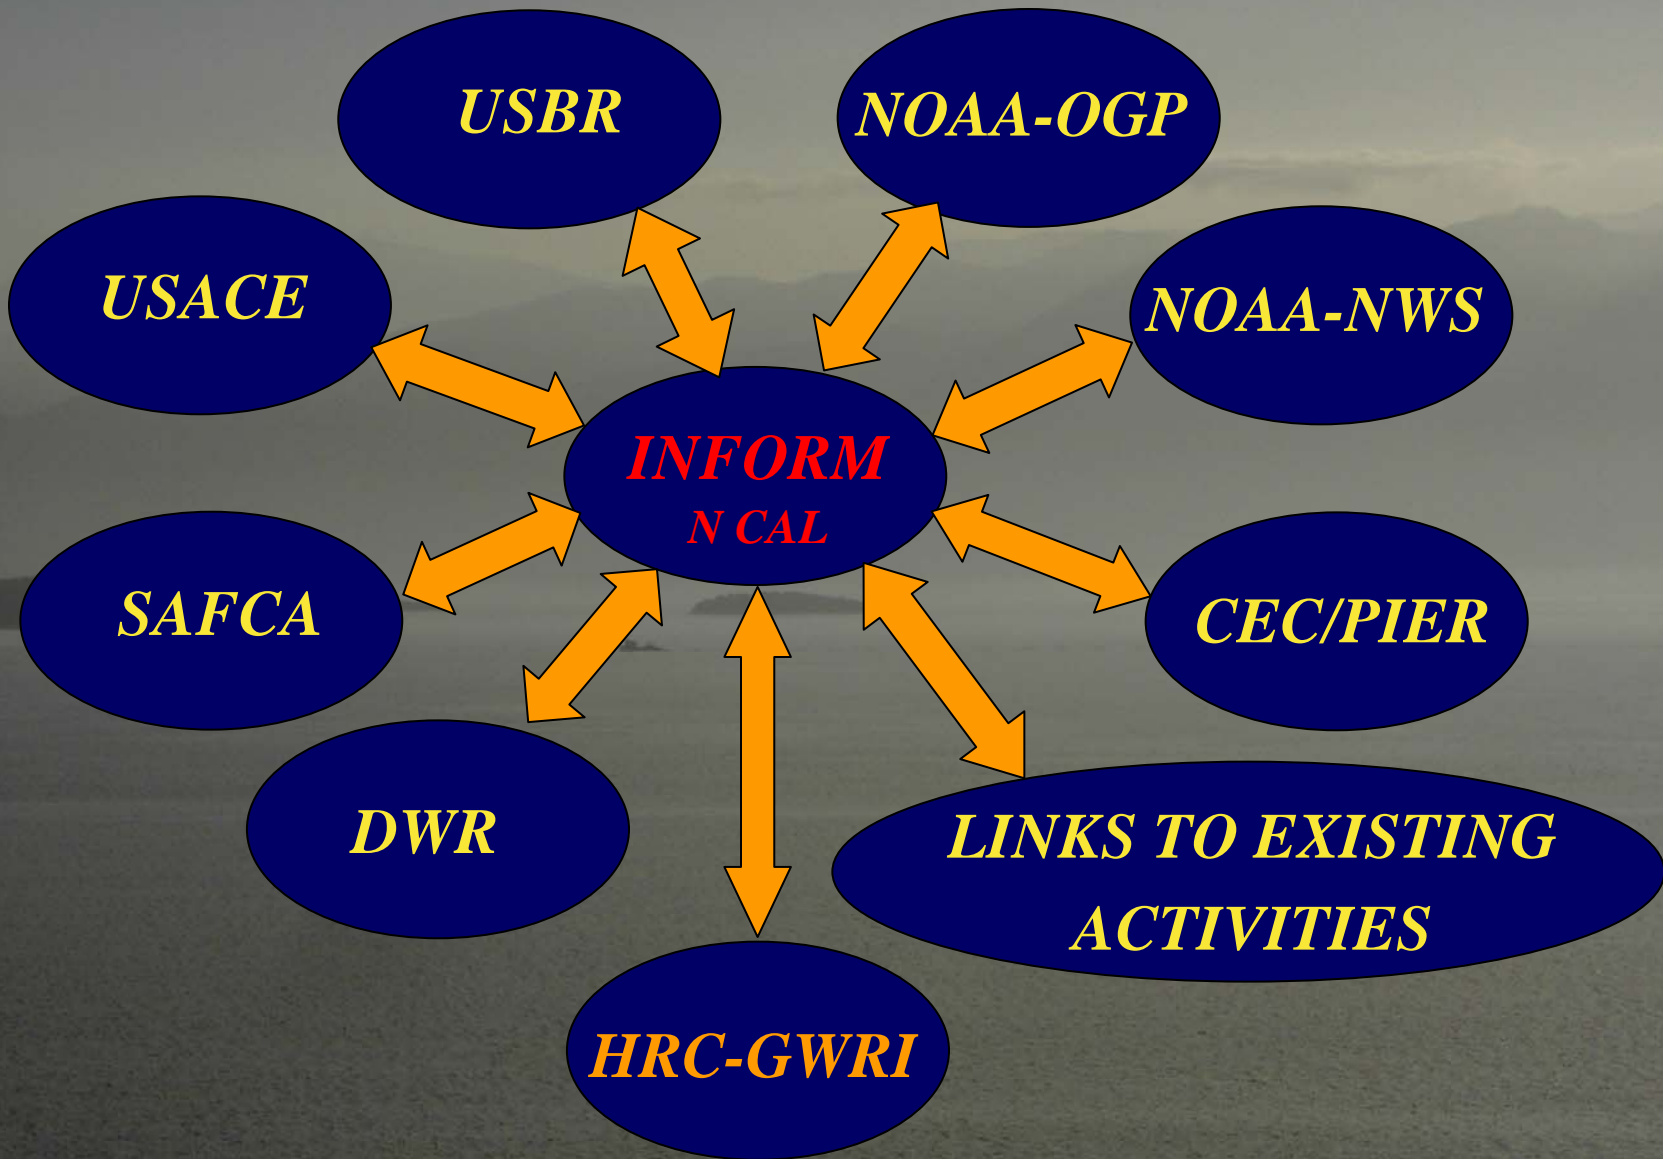 USBR
NOAA-OGP
USACE
NOAA-NWS
INFORM
N CAL
SAFCA
CEC/PIER
DWR
LINKS TO EXISTING
ACTIVITIES
HRC-GWRI